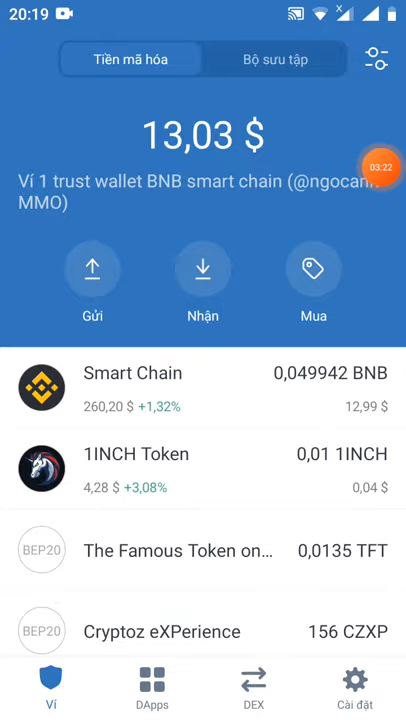 20:19
Tiền mã hóa
Bộ sưu tập
13,03 $
03:22
Ví 1 trust wallet BNB smart chain (@ngocanh
MMO)
Gửi
Nhận
Mua
Smart Chain
0,049942 BNB
260,20 $ +1,32%
12,99 $
1INCH Token
0,01 1INCH
4,28 $ +3,08%
0,04 $
BEP20
The Famous Token on...
0,0135 TFT
BEP20
Cryptoz eXPerience
156 CZXP
Ví
DApps
DEX
Cài đặt